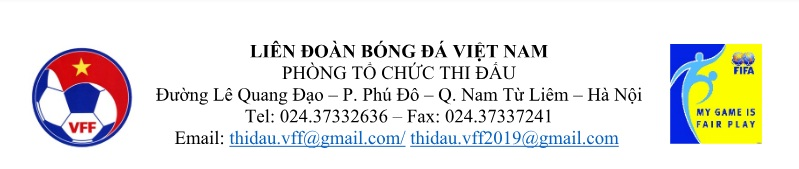 LIÊN ĐOÀN BÓNG ĐÁ VIỆT NAM
PHÒNG TỔ CHỨC THI ĐẤU
Đường Lê Quang Đạo – P. Phú Đô – Q. Nam Từ Liêm – Hà Nội
Tel: 024.37332636 – Fax: 024.37337241
Email: thidau.vff@gmail.com/ thidau.vff2019@gmail.com
VFF
FIFA
MY GAME IS
FAIR PLAY